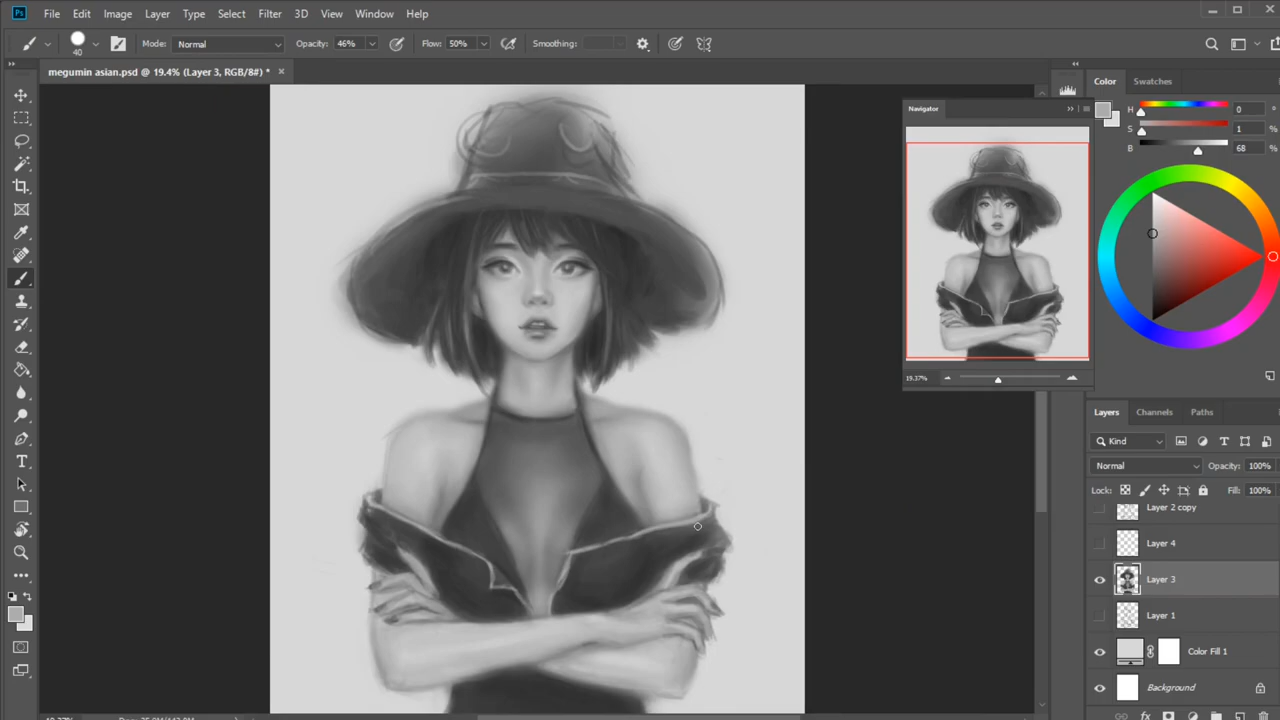 Ps File Edit Image Layer Type Select Filter 3D View Window Help
40 Mode: Normal Opacity: 46% Flow: 50% Smoothing:
megumin asian.psd @ 19.4% (Layer 3, RGB/8#) *
Color Swatches
H 0 °
S 1 %
B 68 %
Navigator
19.37%
Layers Channels Paths
Kind
Normal Opacity: 100%
Lock: Fill: 100%
Layer 2 copy
Layer 4
Layer 3
Layer 1
Color Fill 1
Background
fx